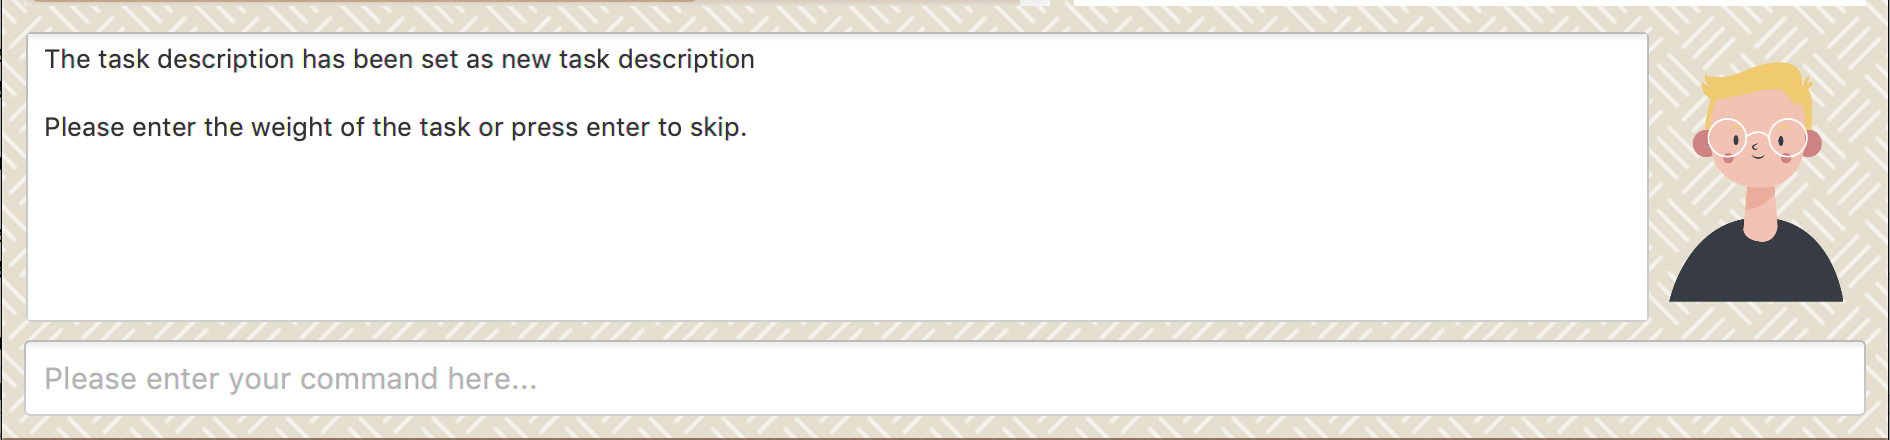 The task description has been set as new task description
Please enter the weight of the task or press enter to skip.
Please enter your command here...